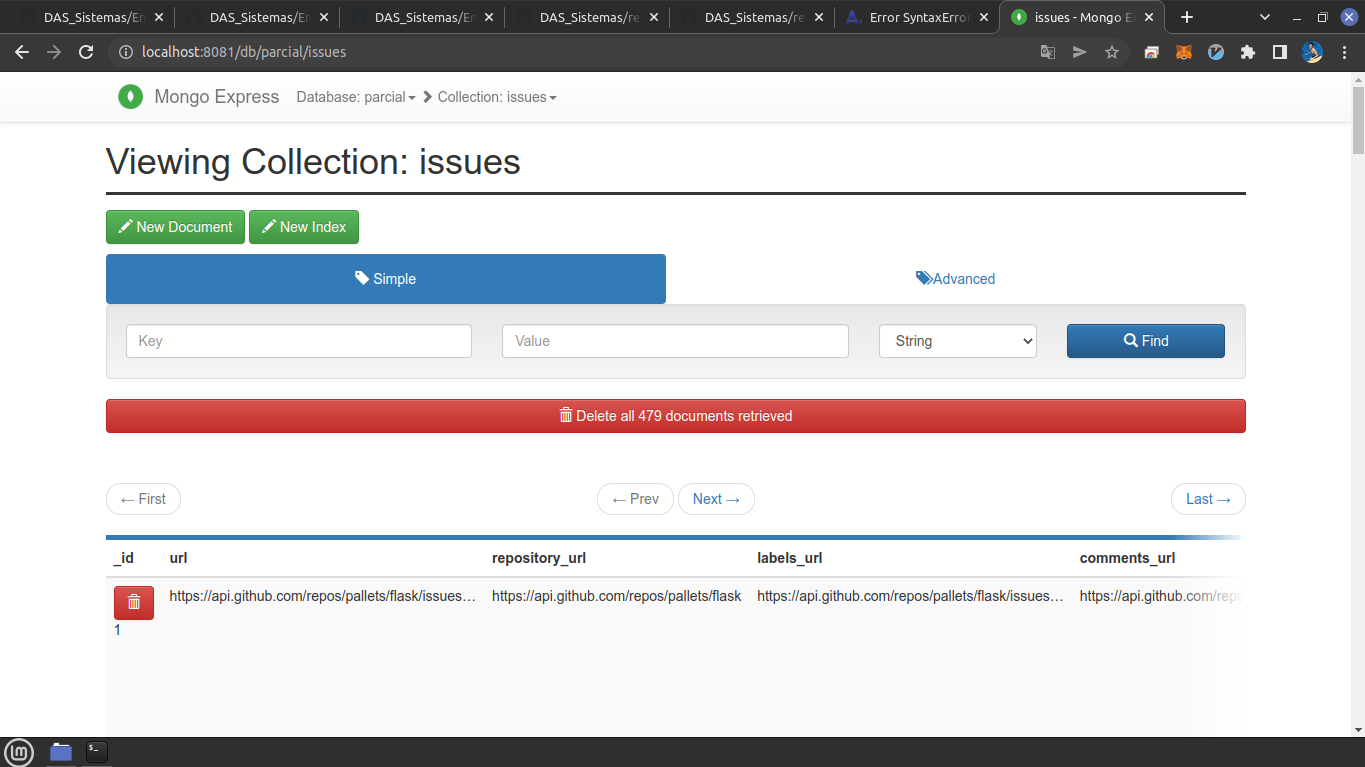 DAS_Sistemas/En
DAS_Sistemas/En
DAS_Sistemas/En
DAS_Sistemas/re
DAS_Sistemas/re
Error SyntaxError
issues - Mongo E
localhost:8081/db/parcial/issues
Mongo Express Database: parcial Collection: issues
Viewing Collection: issues
New Document New Index
Simple Advanced
Key Value String Find
Delete all 479 documents retrieved
← First ← Prev Next → Last →
_id url repository_url labels_url comments_url
https://api.github.com/repos/pallets/flask/issues… https://api.github.com/repos/pallets/flask https://api.github.com/repos/pallets/flask/issues… https://api.github.com/repo
1